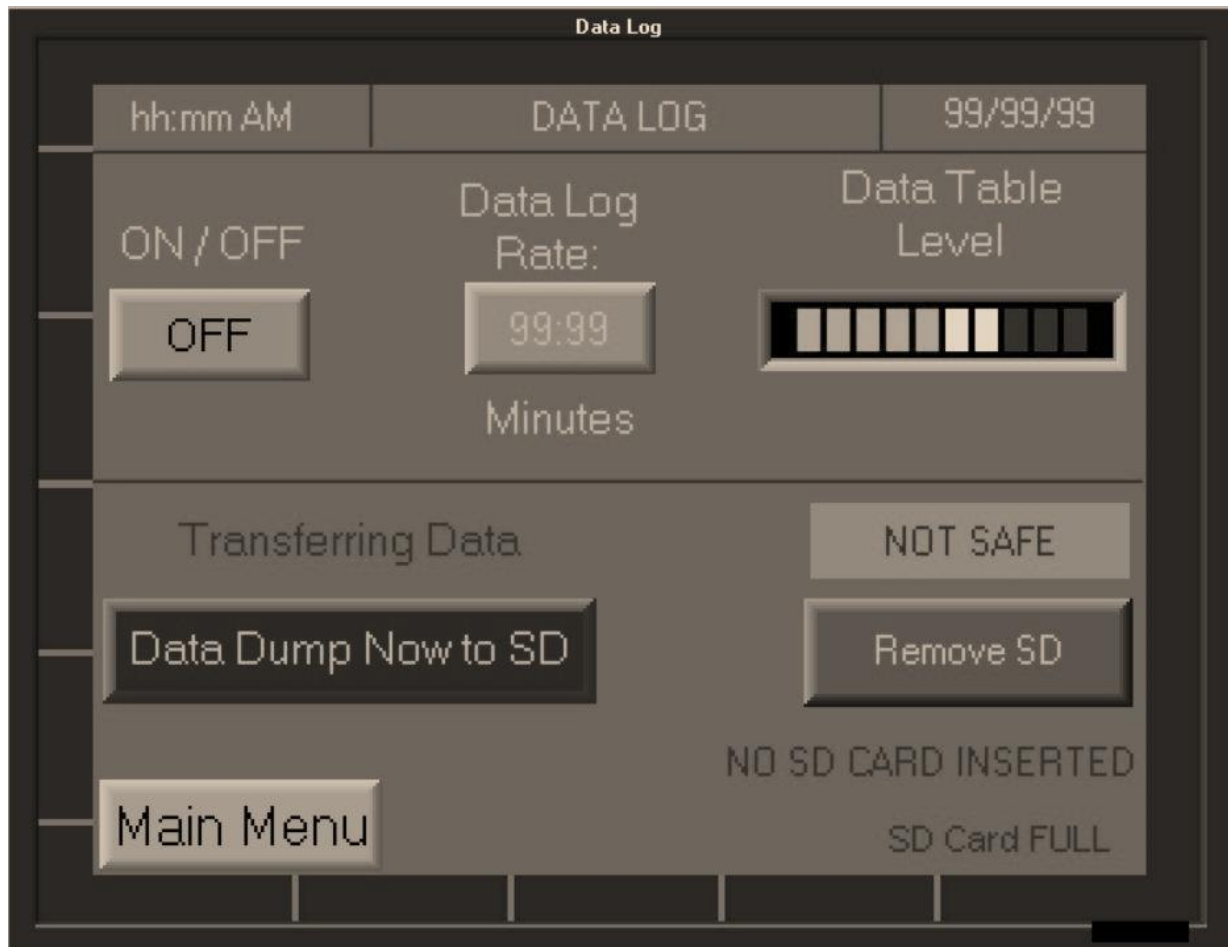 Data Log
hh:mm AM
DATA LOG
99/99/99
ON / OFF
OFF
Data Log
Rate:
99:99
Minutes
Data Table
Level
Transferring Data
NOT SAFE
Data Dump Now to SD
Remove SD
NO SD CARD INSERTED
Main Menu
SD Card FULL